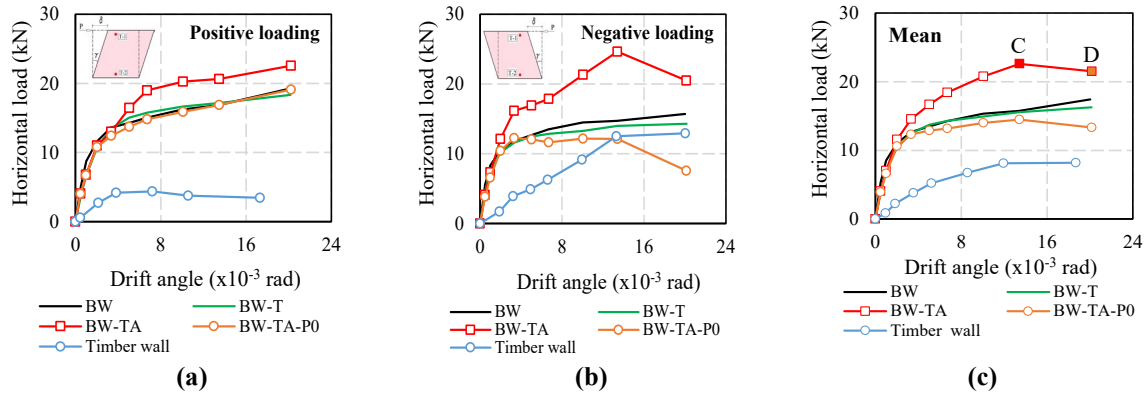 Horizontal load (kN)
30
20
10
0
0 8 16 24
Positive loading
P
δ
γ
T-1
T-2
Drift angle (x10-3 rad)
BW BW-T
BW-TA BW-TA-P0
Timber wall
(a)
Horizontal load (kN)
30
20
10
0
0 8 16 24
Negative loading
P
δ
γ
T-1
T-2
Drift angle (x10-3 rad)
BW BW-T
BW-TA BW-TA-P0
Timber wall
(b)
Horizontal load (kN)
30
20
10
0
0 8 16 24
Mean
C D
Drift angle (x10-3 rad)
BW BW-T
BW-TA BW-TA-P0
Timber wall
(c)